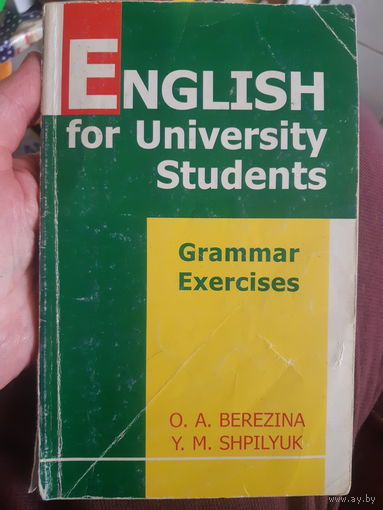 ENGLISH
for University
Students
Grammar
Exercises
O. A. BEREZINA
Y. M. SHPILYUK
www.ay.by